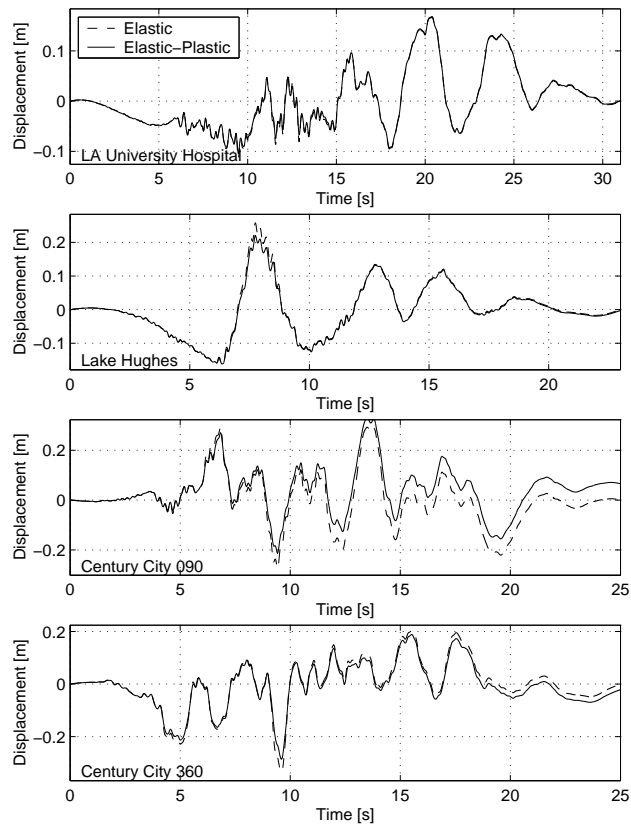 Elastic
Elastic−Plastic
0.1
0
−0.1
Displacement [m]
LA University Hospital
0 5 10 15 20 25 30
Time [s]
0.2
0.1
0
−0.1
Displacement [m]
Lake Hughes
0 5 10 15 20
Time [s]
0.2
0
−0.2
Displacement [m]
Century City 090
0 5 10 15 20 25
Time [s]
0.2
0
−0.2
Displacement [m]
Century City 360
0 5 10 15 20 25
Time [s]